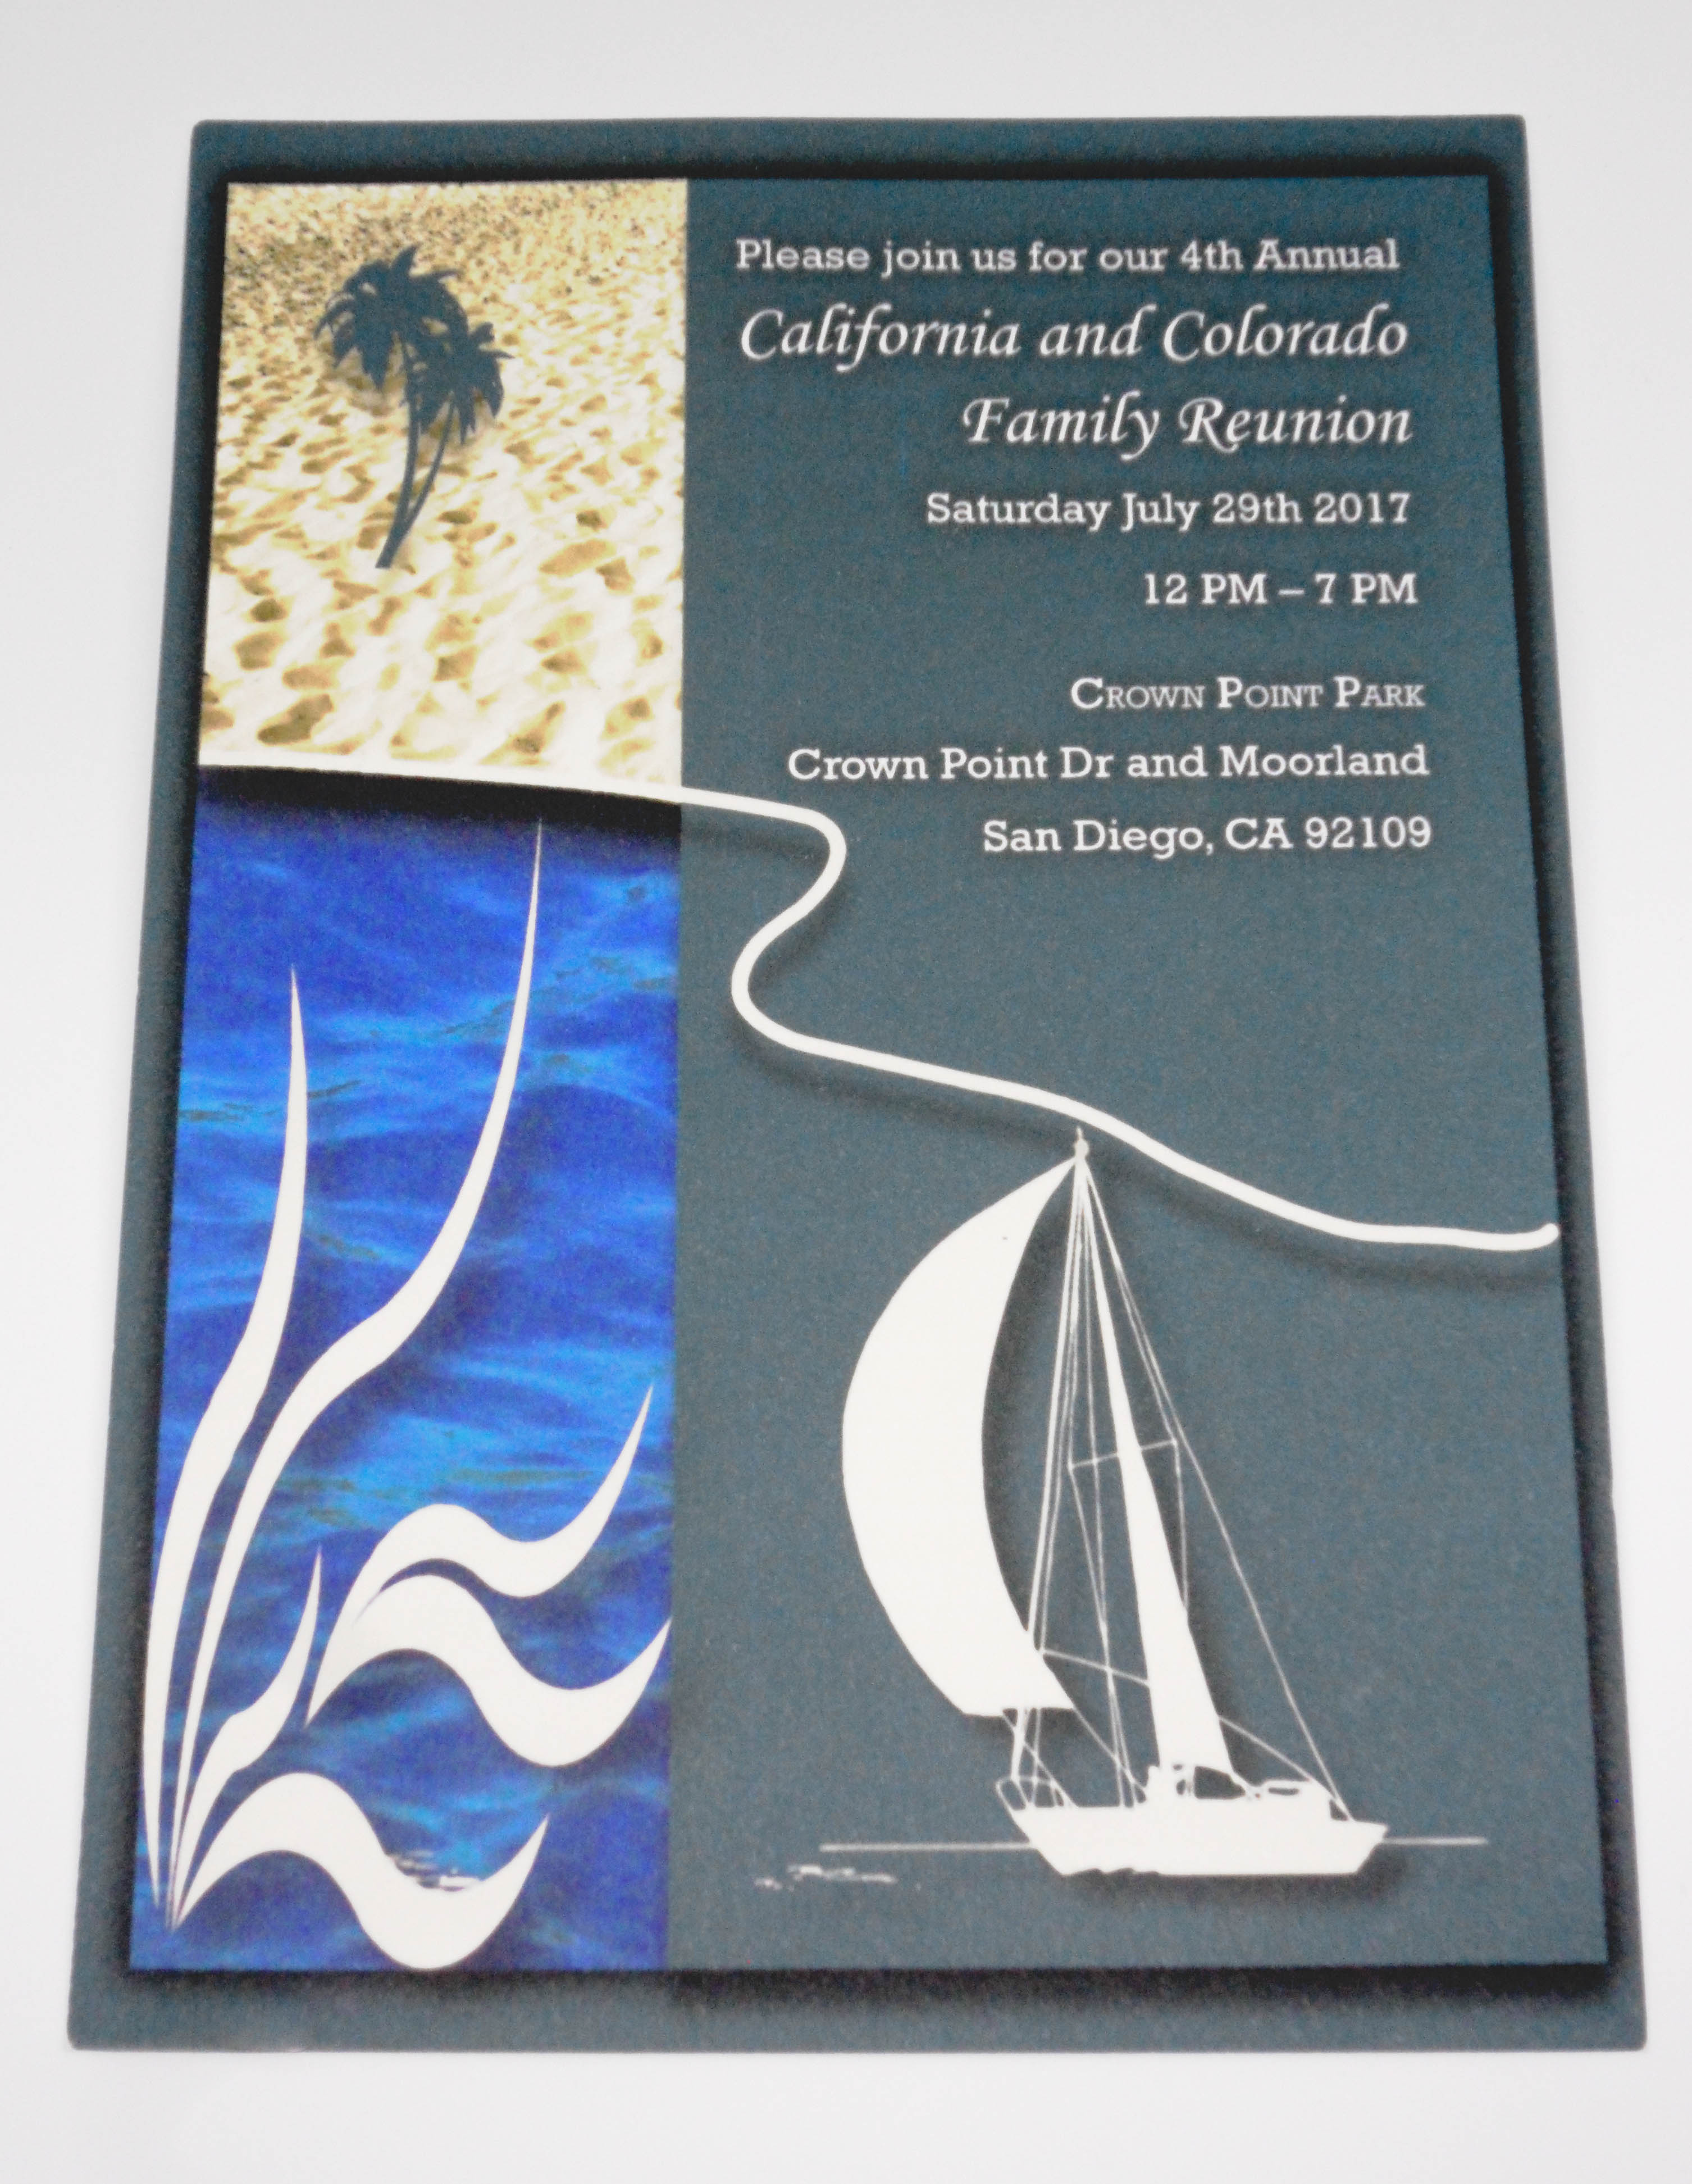 Please join us for our 4th Annual
California and Colorado
Family Reunion
Saturday July 29th 2017
12 PM – 7 PM
Crown Point Park
Crown Point Dr and Moorland
San Diego, CA 92109